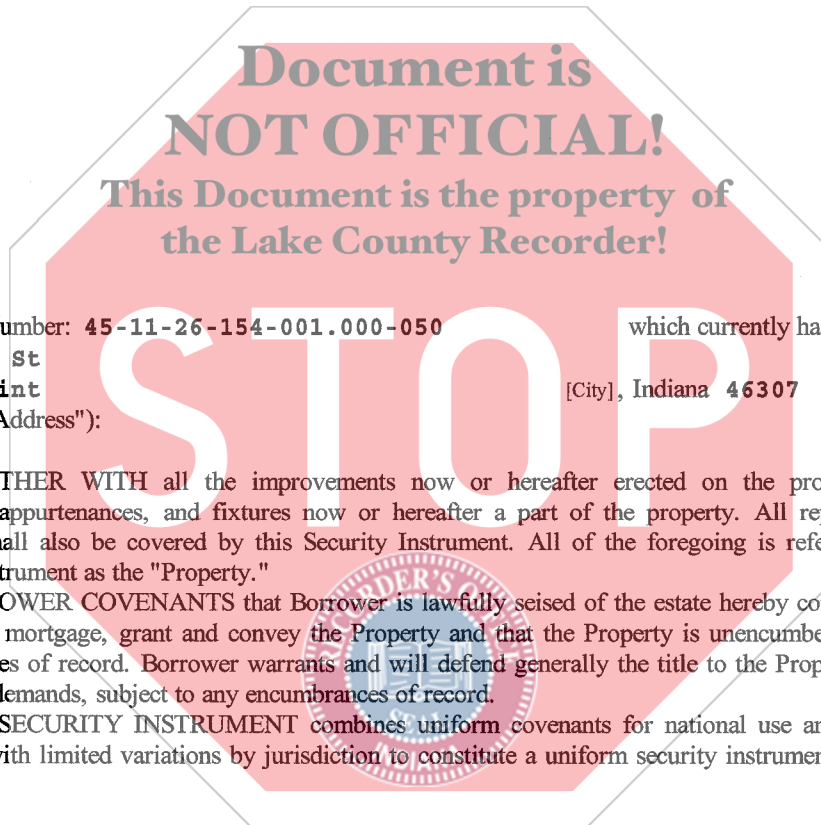 Document is
NOT OFFICIAL!
This Document is the property of
the Lake County Recorder!
STOP
umber: 45-11-26-154-001.000-050 which currently ha
St
int [City], Indiana 46307
Address"):
THER WITH all the improvements now or hereafter erected on the pro
appurtenances, and fixtures now or hereafter a part of the property. All re
all also be covered by this Security Instrument. All of the foregoing is refe
trument as the "Property."
OWER COVENANTS that Borrower is lawfully seised of the estate hereby co
mortgage, grant and convey the Property and that the Property is unencumbe
es of record. Borrower warrants and will defend generally the title to the Prop
lemands, subject to any encumbrances of record.
SECURITY INSTRUMENT combines uniform covenants for national use an
ith limited variations by jurisdiction to constitute a uniform security instrumen
RECORDER'S OFFICE
SEAL
INDIANA